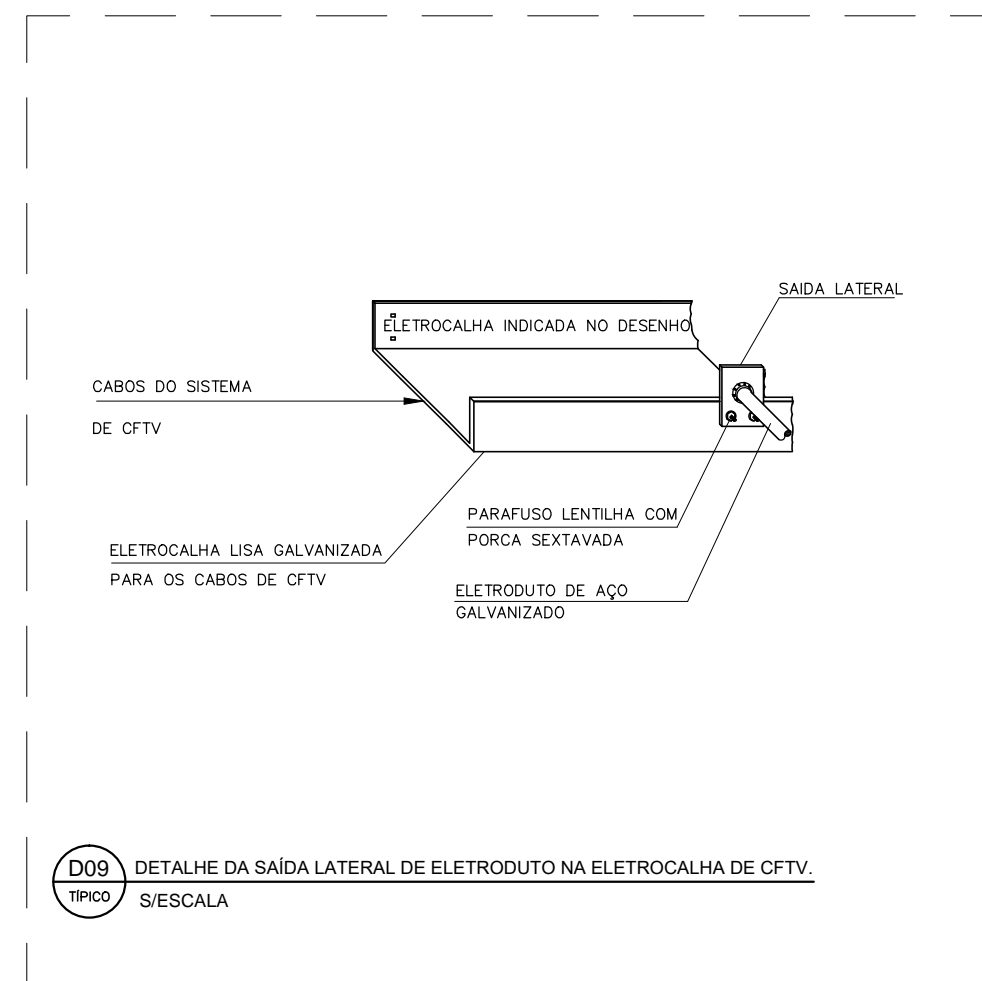 SAIDA LATERAL
ELETROCALHA INDICADA NO DESENHO
CABOS DO SISTEMA
DE CFTV
PARAFUSO LENTILHA COM
PORCA SEXTAVADA
ELETROCALHA LISA GALVANIZADA
PARA OS CABOS DE CFTV
ELETRODUTO DE AÇO
GALVANIZADO
D09
TÍPICO
DETALHE DA SAÍDA LATERAL DE ELETRODUTO NA ELETROCALHA DE CFTV.
S/ESCALA